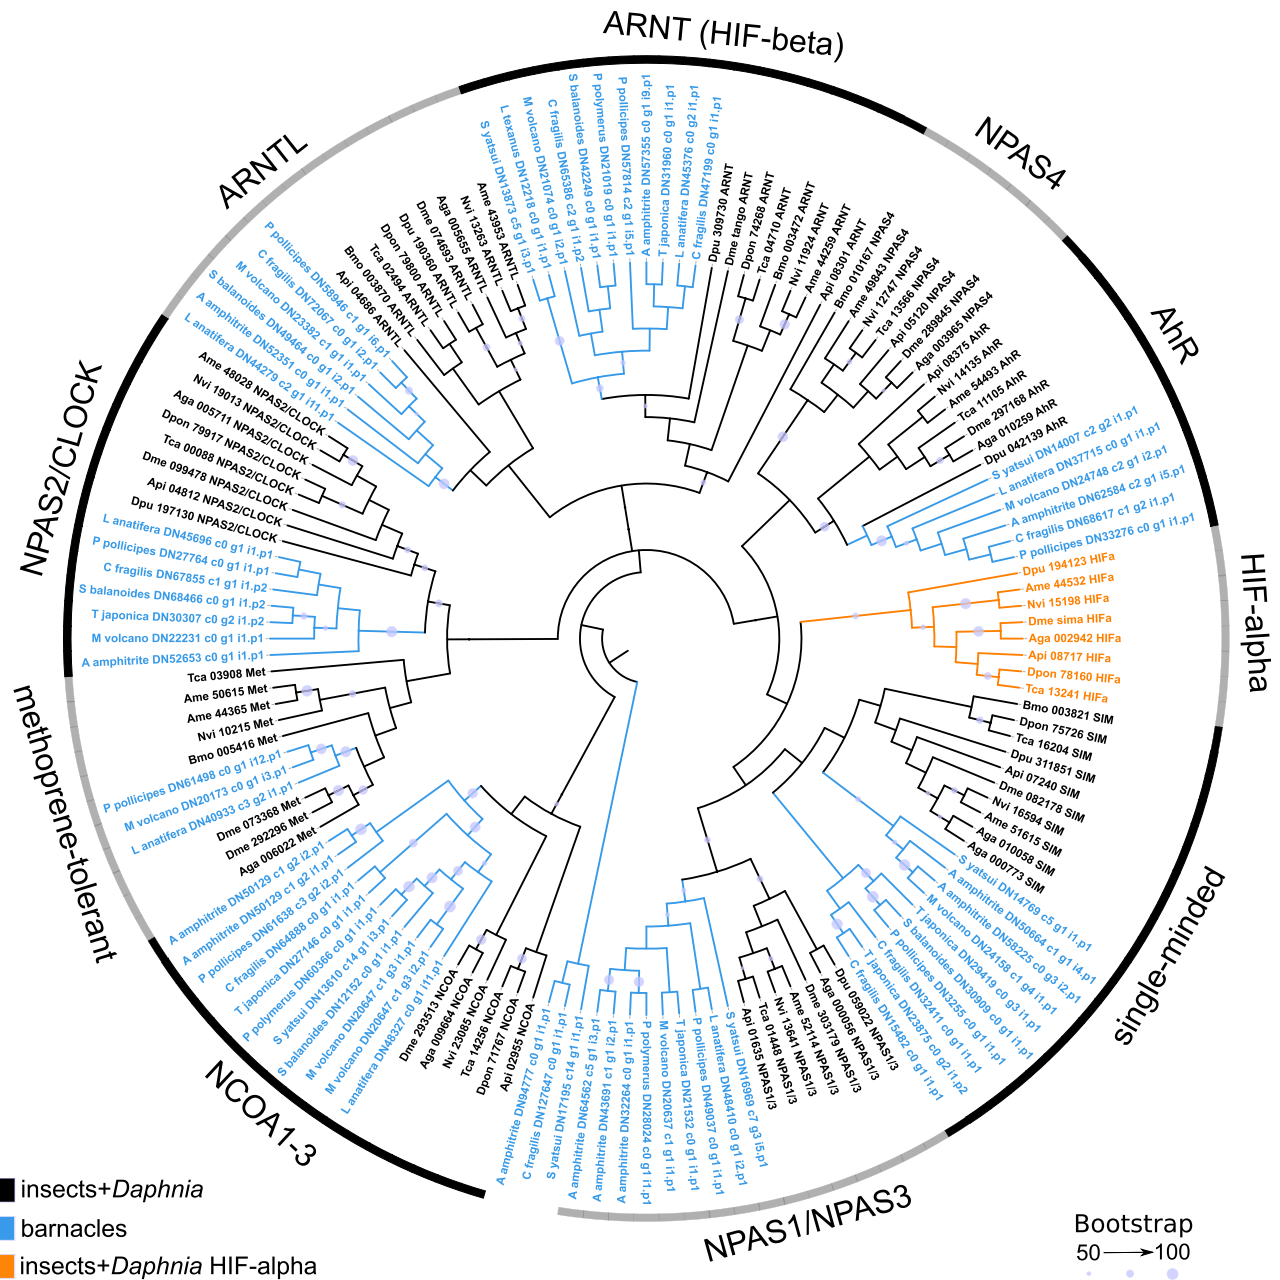 ARNT (HIF-beta)
NPAS4
AhR
HIF-alpha
single-minded
NPAS1/NPAS3
NCOA1-3
methoprene-tolerant
NPAS2/CLOCK
ARNTL
S yatsui DN13873 c5 g1 i3.p1
L texanus DN12218 c0 g1 i1.p1
M volcano DN21074 c0 g1 i2.p1
C fragilis DN65386 c2 g1 i1.p2
S balanoides DN42249 c0 g1 i1.p1
P polymerus DN21019 c0 g1 i1.p1
P pollicipes DN57814 c2 g1 i5.p1
A amphitrite DN57355 c0 g1 i9.p1
T japonica DN31960 c0 g1 i1.p1
L anatifera DN45376 c0 g2 i1.p1
C fragilis DN47199 c0 g1 i1.p1
Dpu 309730 ARNT
Dme tango ARNT
Dpon 74268 ARNT
Tca 04710 ARNT
Bmo 003472 ARNT
Nvi 11924 ARNT
Ame 44259 ARNT
Api 08301 ARNT
Bmo 010167 NPAS4
Ame 49843 NPAS4
Nvi 12747 NPAS4
Tca 13566 NPAS4
Api 05120 NPAS4
Dme 289845 NPAS4
Aga 003965 NPAS4
Api 08375 AhR
Nvi 14135 AhR
Ame 54493 AhR
Tca 11105 AhR
Dme 297168 AhR
Aga 010259 AhR
Dpu 042139 AhR
S yatsui DN14007 c2 g2 i1.p1
L anatifera DN37715 c0 g1 i1.p1
M volcano DN24748 c2 g1 i2.p1
A amphitrite DN62584 c2 g1 i5.p1
C fragilis DN68617 c1 g2 i1.p1
P pollicipes DN33276 c0 g1 i1.p1
Dpu 194123 HIFa
Ame 44532 HIFa
Nvi 15198 HIFa
Dme sima HIFa
Aga 002942 HIFa
Api 08717 HIFa
Dpon 78160 HIFa
Tca 13241 HIFa
Bmo 003821 SIM
Dpon 75726 SIM
Tca 16204 SIM
Dpu 311851 SIM
Api 07240 SIM
Dme 082178 SIM
Nvi 16594 SIM
Ame 51615 SIM
Aga 010058 SIM
Aga 000773 SIM
S yatsui DN14769 c5 g1 i1.p1
A amphitrite DN50664 c1 g1 i4.p1
A amphitrite DN58225 c0 g3 i2.p1
M volcano DN24158 c1 g4 i1.p1
T japonica DN29419 c0 g3 i1.p1
S balanoides DN30909 c0 g1 i1.p1
P pollicipes DN3255 c0 g1 i1.p1
C fragilis DN32411 c0 g1 i1.p1
T japonica DN23875 c0 g2 i1.p2
C fragilis DN15482 c0 g1 i1.p1
Dpu 059022 NPAS1/3
Aga 000056 NPAS1/3
Dme 303179 NPAS1/3
Ame 52114 NPAS1/3
Nvi 13641 NPAS1/3
Tca 01448 NPAS1/3
Api 01635 NPAS1/3
S yatsui DN16969 c7 g3 i5.p1
L anatifera DN48410 c0 g1 i2.p1
P pollicipes DN49037 c0 g1 i1.p1
T japonica DN21532 c0 g1 i1.p1
M volcano DN20637 c1 g1 i1.p1
P polymerus DN28024 c0 g1 i1.p1
A amphitrite DN32264 c0 g1 i1.p1
A amphitrite DN43691 c1 g1 i2.p1
A amphitrite DN64562 c5 g1 i3.p1
S yatsui DN17195 c14 g1 i1.p1
C fragilis DN127647 c0 g1 i1.p1
A amphitrite DN94777 c0 g1 i1.p1
Api 02955 NCOA
Dpon 71767 NCOA
Tca 14256 NCOA
Nvi 23085 NCOA
Aga 009664 NCOA
Dme 293513 NCOA
L anatifera DN48327 c0 g1 i11.p1
M volcano DN20647 c1 g3 i2.p1
M volcano DN20647 c1 g3 i1.p1
S balanoides DN12152 c0 g1 i1.p1
S yatsui DN13610 c14 g1 i3.p1
P polymerus DN60366 c0 g1 i1.p1
T japonica DN27146 c0 g1 i1.p1
C fragilis DN64888 c0 g1 i1.p1
P pollicipes DN61638 c3 g2 i2.p1
A amphitrite DN50129 c1 g2 i1.p1
A amphitrite DN50129 c1 g2 i2.p1
Aga 006022 Met
Dme 292296 Met
Dme 073368 Met
L anatifera DN40933 c3 g2 i1.p1
M volcano DN20173 c0 g1 i3.p1
P pollicipes DN61498 c0 g1 i12.p1
Bmo 005416 Met
Nvi 10215 Met
Ame 44365 Met
Ame 50615 Met
Tca 03908 Met
A amphitrite DN52653 c0 g1 i1.p1
M volcano DN22231 c0 g1 i1.p1
T japonica DN30307 c0 g2 i1.p2
S balanoides DN68466 c0 g1 i1.p2
C fragilis DN67855 c1 g1 i1.p2
P pollicipes DN27764 c0 g1 i1.p1
L anatifera DN45696 c0 g1 i1.p1
Dpu 197130 NPAS2/CLOCK
Api 04812 NPAS2/CLOCK
Dme 099478 NPAS2/CLOCK
Tca 00088 NPAS2/CLOCK
Dpon 79917 NPAS2/CLOCK
Aga 005711 NPAS2/CLOCK
Nvi 19013 NPAS2/CLOCK
Ame 48028 NPAS2/CLOCK
L anatifera DN44279 c2 g1 i11.p1
A amphitrite DN52351 c0 g1 i1.p1
S balanoides DN49464 c0 g1 i2.p1
M volcano DN23382 c1 g1 i1.p1
C fragilis DN72067 c0 g1 i2.p1
P pollicipes DN58946 c1 g1 i6.p1
Api 04686 ARNTL
Bmo 003870 ARNTL
Tca 02494 ARNTL
Dpon 79800 ARNTL
Dpu 190360 ARNTL
Dme 074693 ARNTL
Aga 005655 ARNTL
Nvi 13263 ARNTL
Ame 43953 ARNTL
insects+Daphnia
barnacles
insects+Daphnia HIF-alpha
Bootstrap
50 100